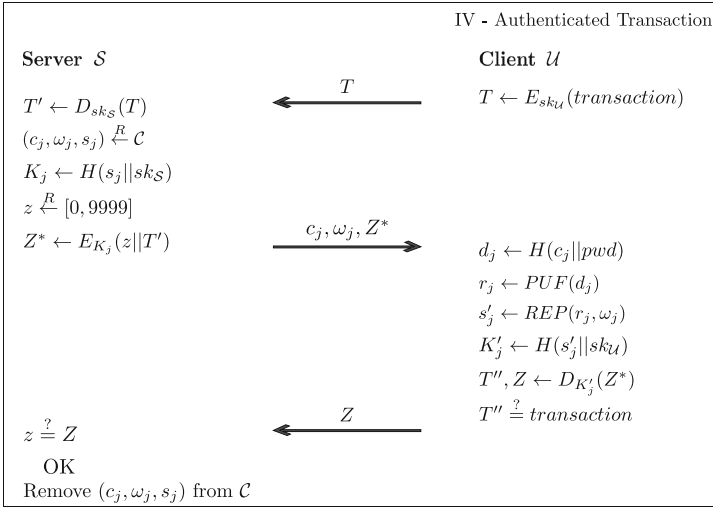 IV - Authenticated Transaction
Server 𝒮 Client 𝒰
T' ← D_{sk_𝒮}(T) T T ← E_{sk_𝒰}(transaction)
(c_j, ω_j, s_j) ←^R 𝒞
K_j ← H(s_j||sk_𝒮)
z ←^R [0, 9999]
Z* ← E_{K_j}(z||T') c_j, ω_j, Z*
d_j ← H(c_j||pwd)
r_j ← PUF(d_j)
s'_j ← REP(r_j, ω_j)
K'_j ← H(s'_j||sk_𝒰)
T'', Z ← D_{K'_j}(Z*)
T'' =^? transaction
z =^? Z Z
OK
Remove (c_j, ω_j, s_j) from 𝒞